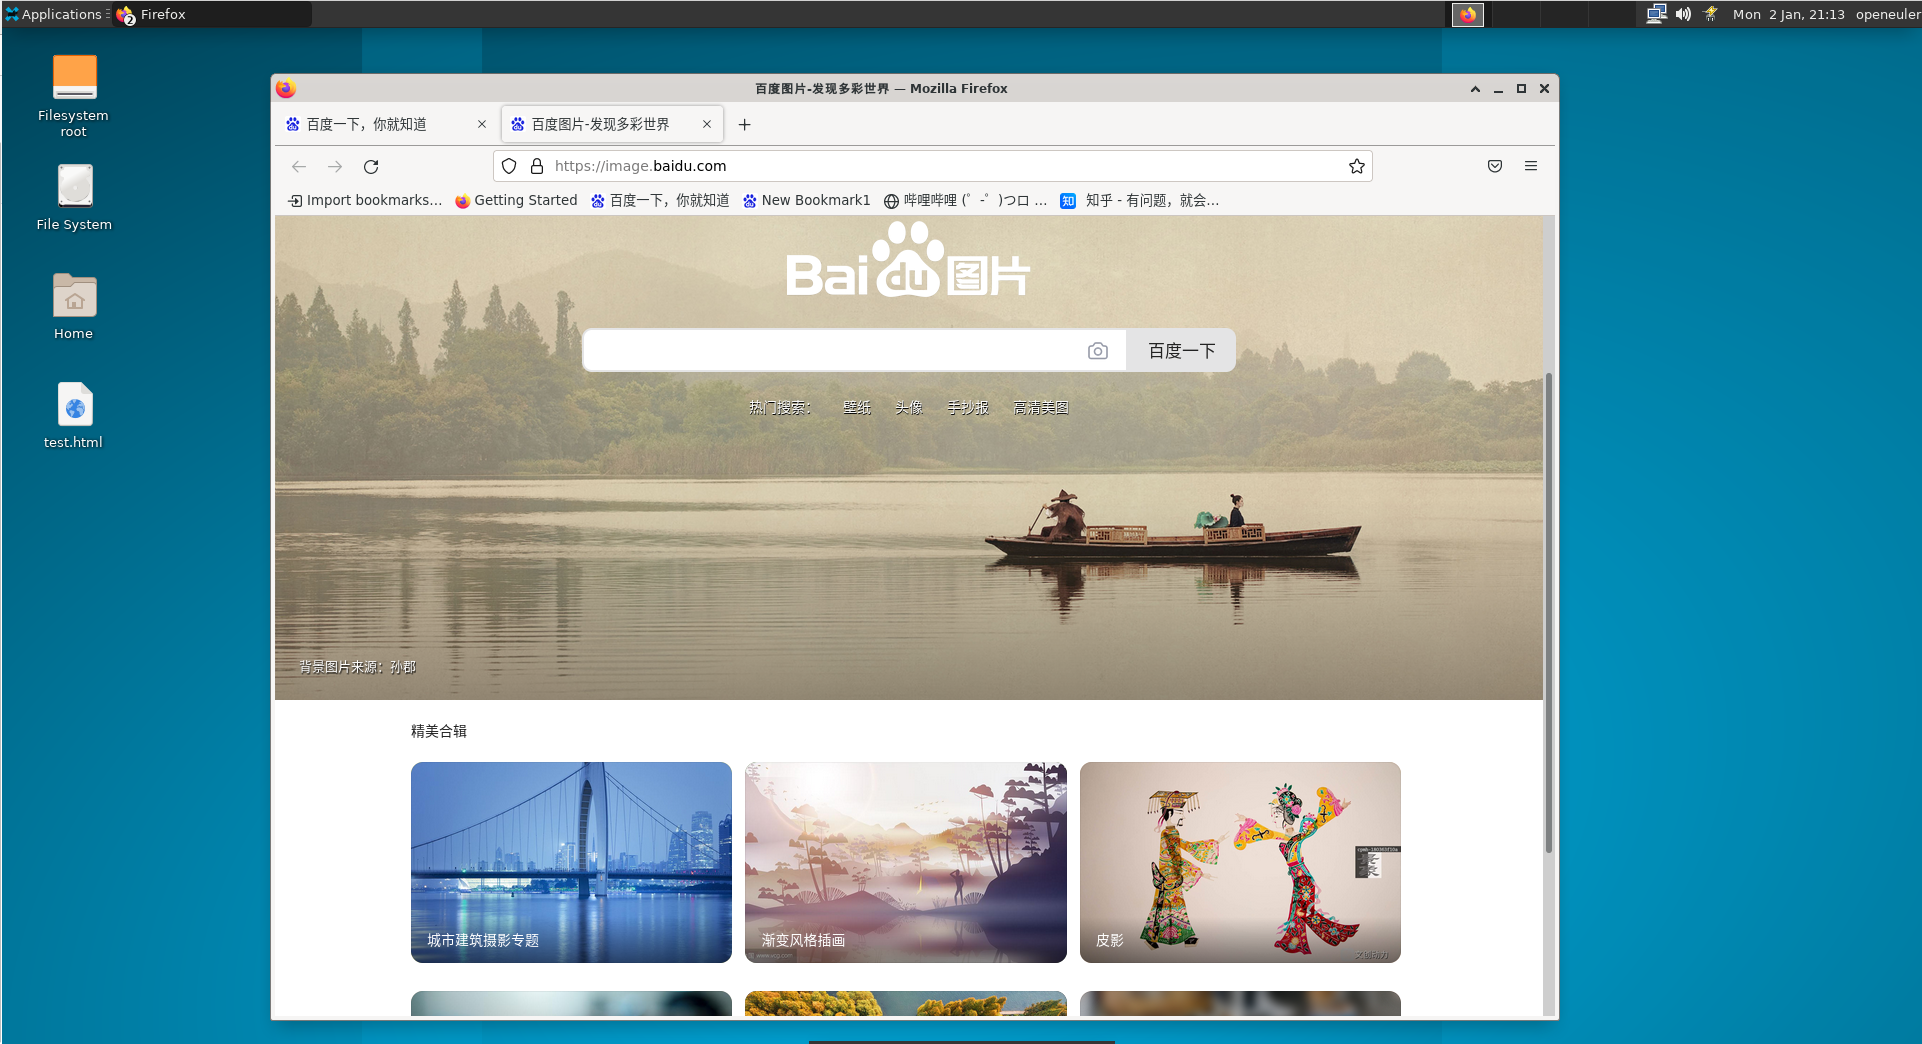 Applications
Firefox
2
Mon 2 Jan, 21:13
openeuler
Filesystem
root
File System
Home
test.html
百度图片-发现多彩世界 — Mozilla Firefox
百度一下，你就知道
百度图片-发现多彩世界
https://image.baidu.com
Import bookmarks…
Getting Started
百度一下，你就知道
New Bookmark1
哔哩哔哩 (゜-゜)つロ …
知
知乎 - 有问题，就会…
Bai du 图片
百度一下
热门搜索：
壁纸
头像
手抄报
高清美图
背景图片来源：孙郡
精美合辑
城市建筑摄影专题
渐变风格插画
皮影